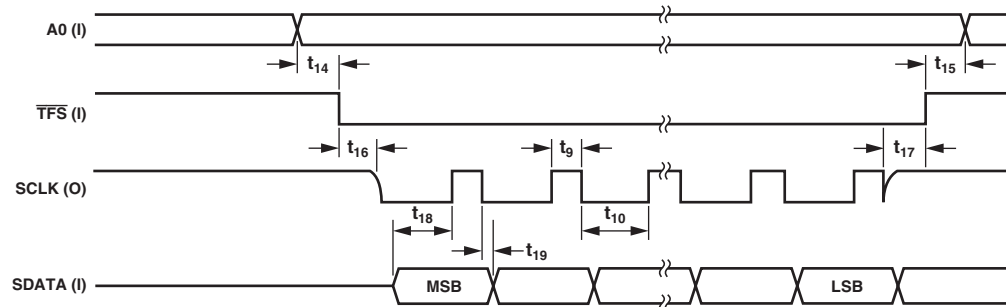 A0 (I)
t14
t15
TFS (I)
t16
t9
t17
SCLK (O)
t18
t10
t19
SDATA (I)
MSB
LSB